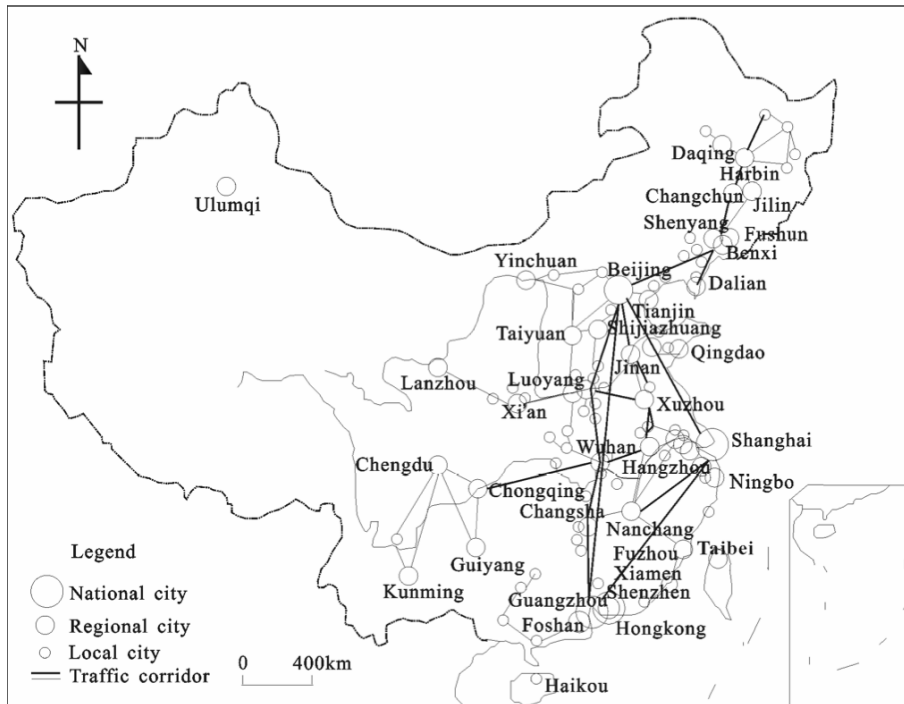 N
Daqing
Harbin
Changchun
Jilin
Ulumqi
Shenyang
Fushun
Benxi
Yinchuan
Beijing
Dalian
Tianjin
Taiyuan
Shijiazhuang
Jinan
Qingdao
Lanzhou
Luoyang
Xi'an
Xuzhou
Wuhan
Shanghai
Chengdu
Hangzhou
Ningbo
Chongqing
Changsha
Nanchang
Legend
Guiyang
Fuzhou
Taibei
National city
Kunming
Xiamen
Guangzhou
Shenzhen
Regional city
Foshan
Hongkong
Local city
0 400km
Traffic corridor
Haikou